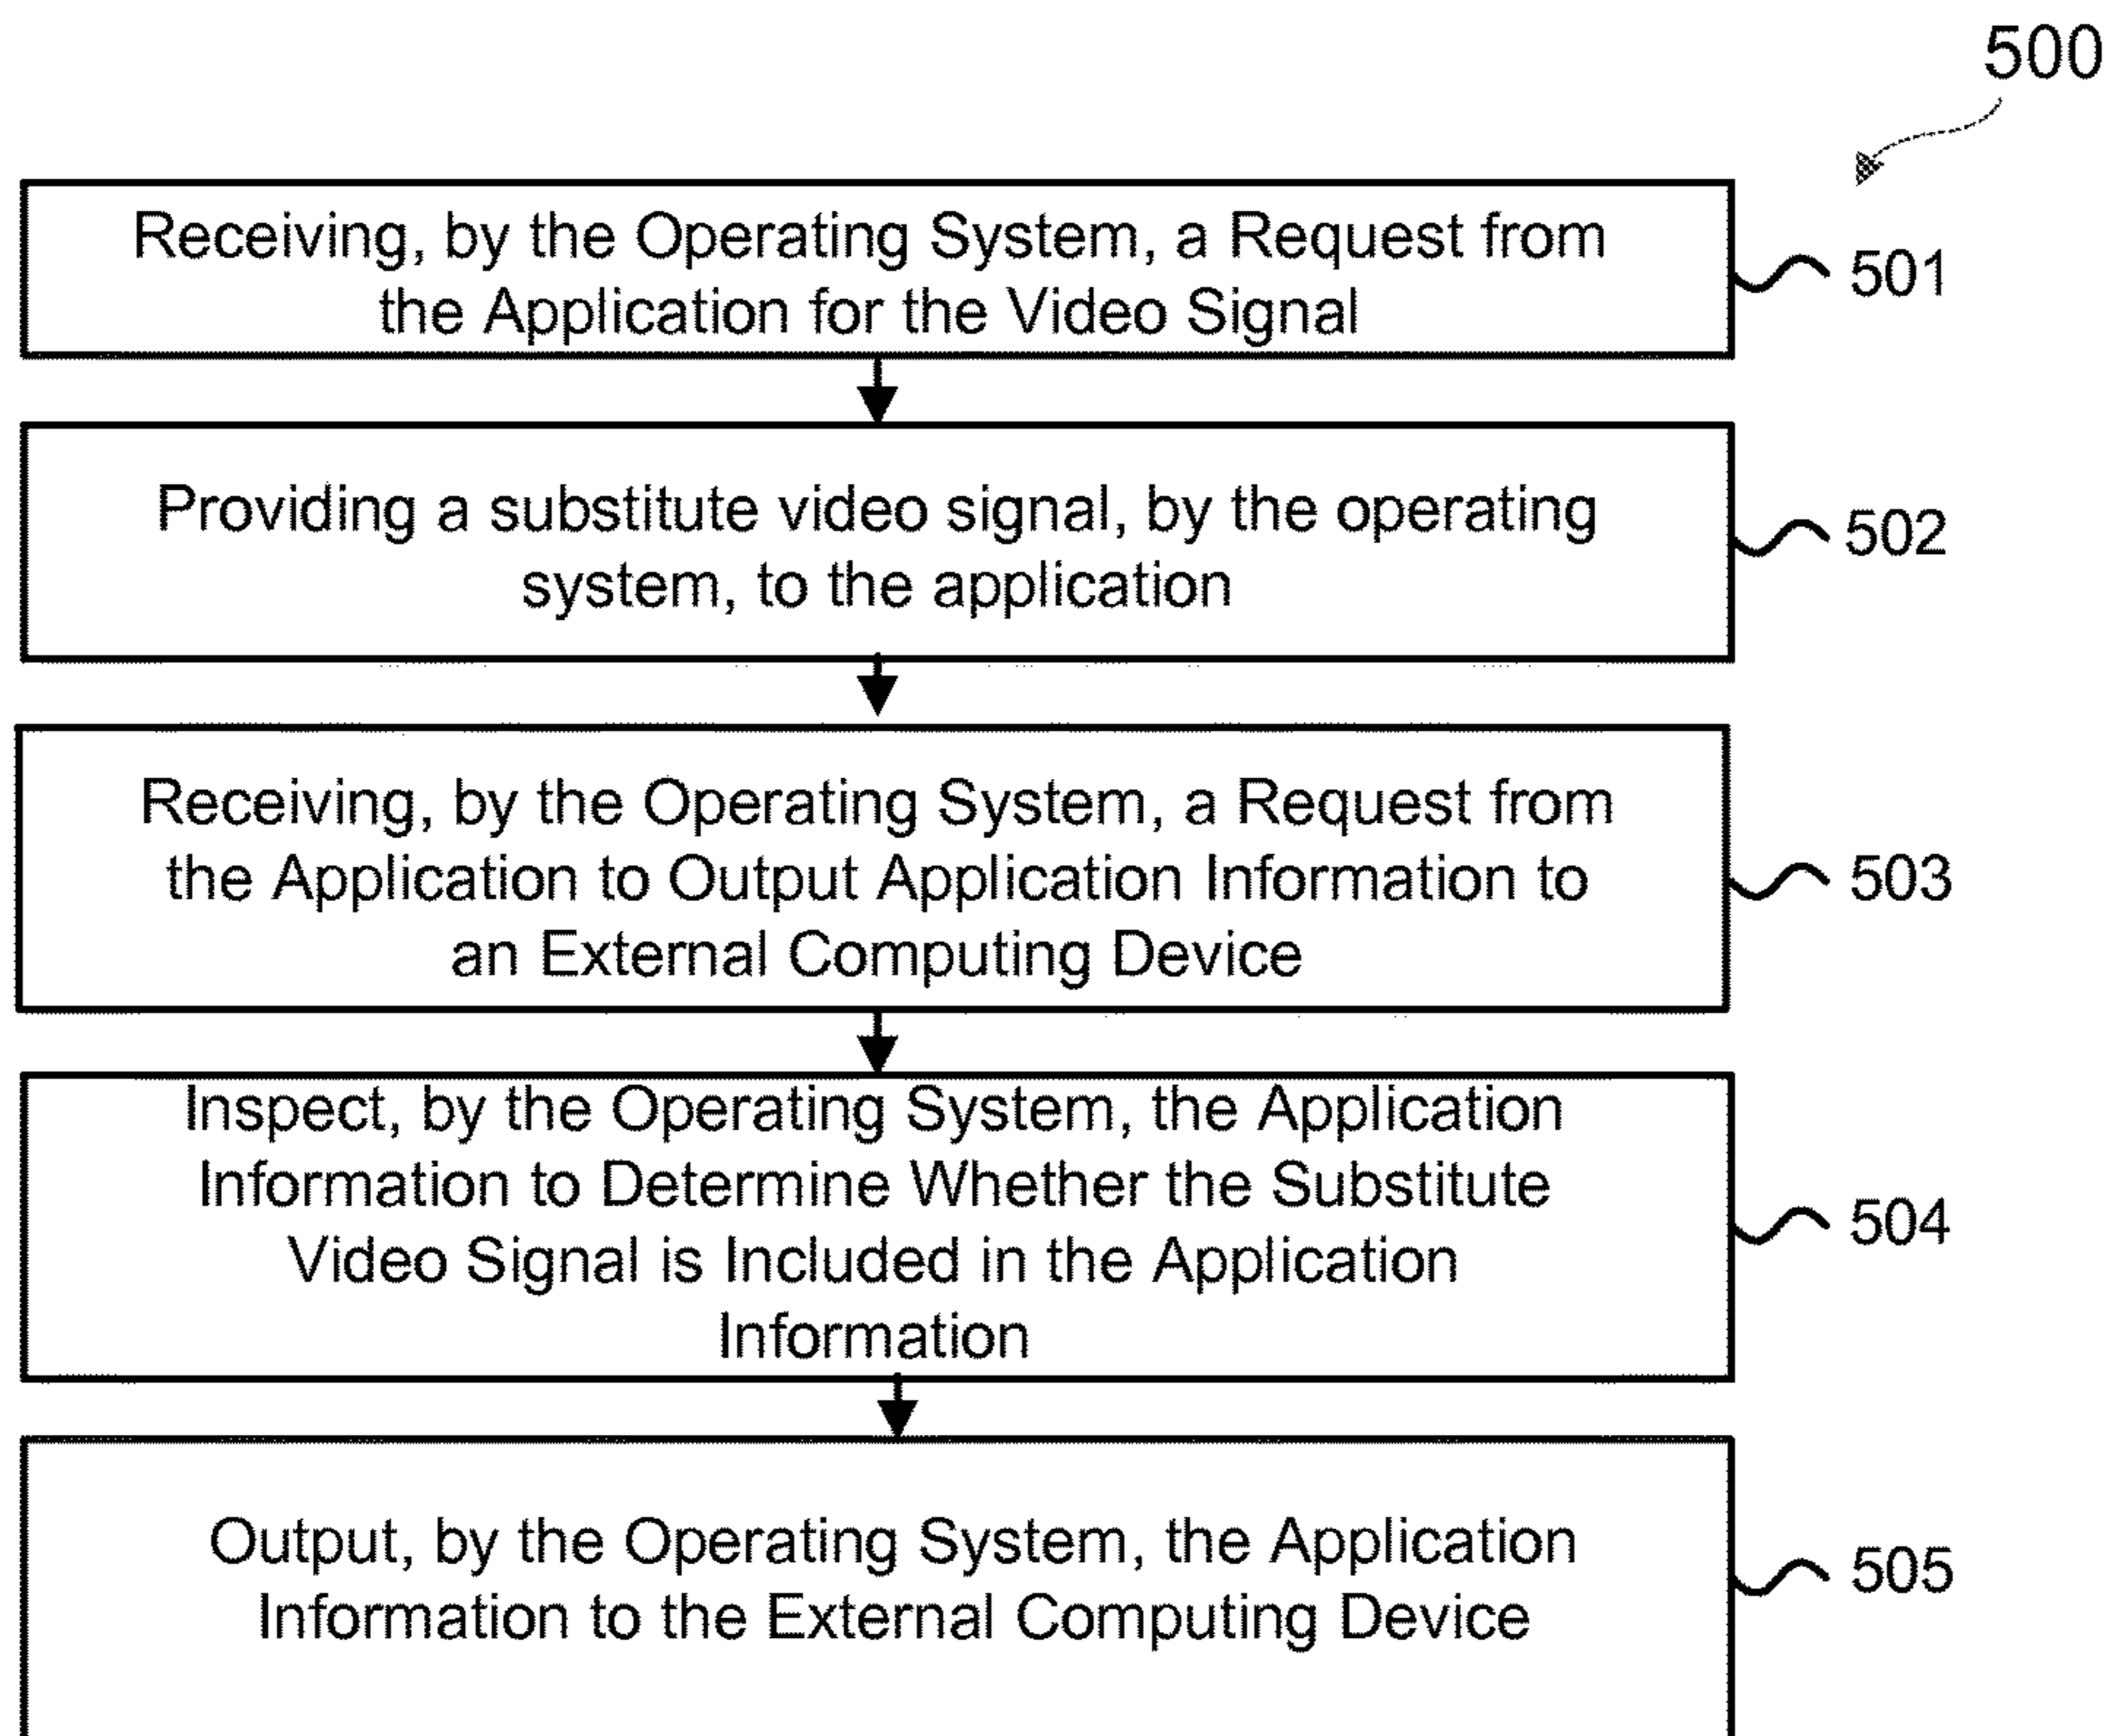 500
Receiving, by the Operating System, a Request from
the Application for the Video Signal
501
Providing a substitute video signal, by the operating
system, to the application
502
Receiving, by the Operating System, a Request from
the Application to Output Application Information to
an External Computing Device
503
Inspect, by the Operating System, the Application
Information to Determine Whether the Substitute
Video Signal is Included in the Application
Information
504
Output, by the Operating System, the Application
Information to the External Computing Device
505